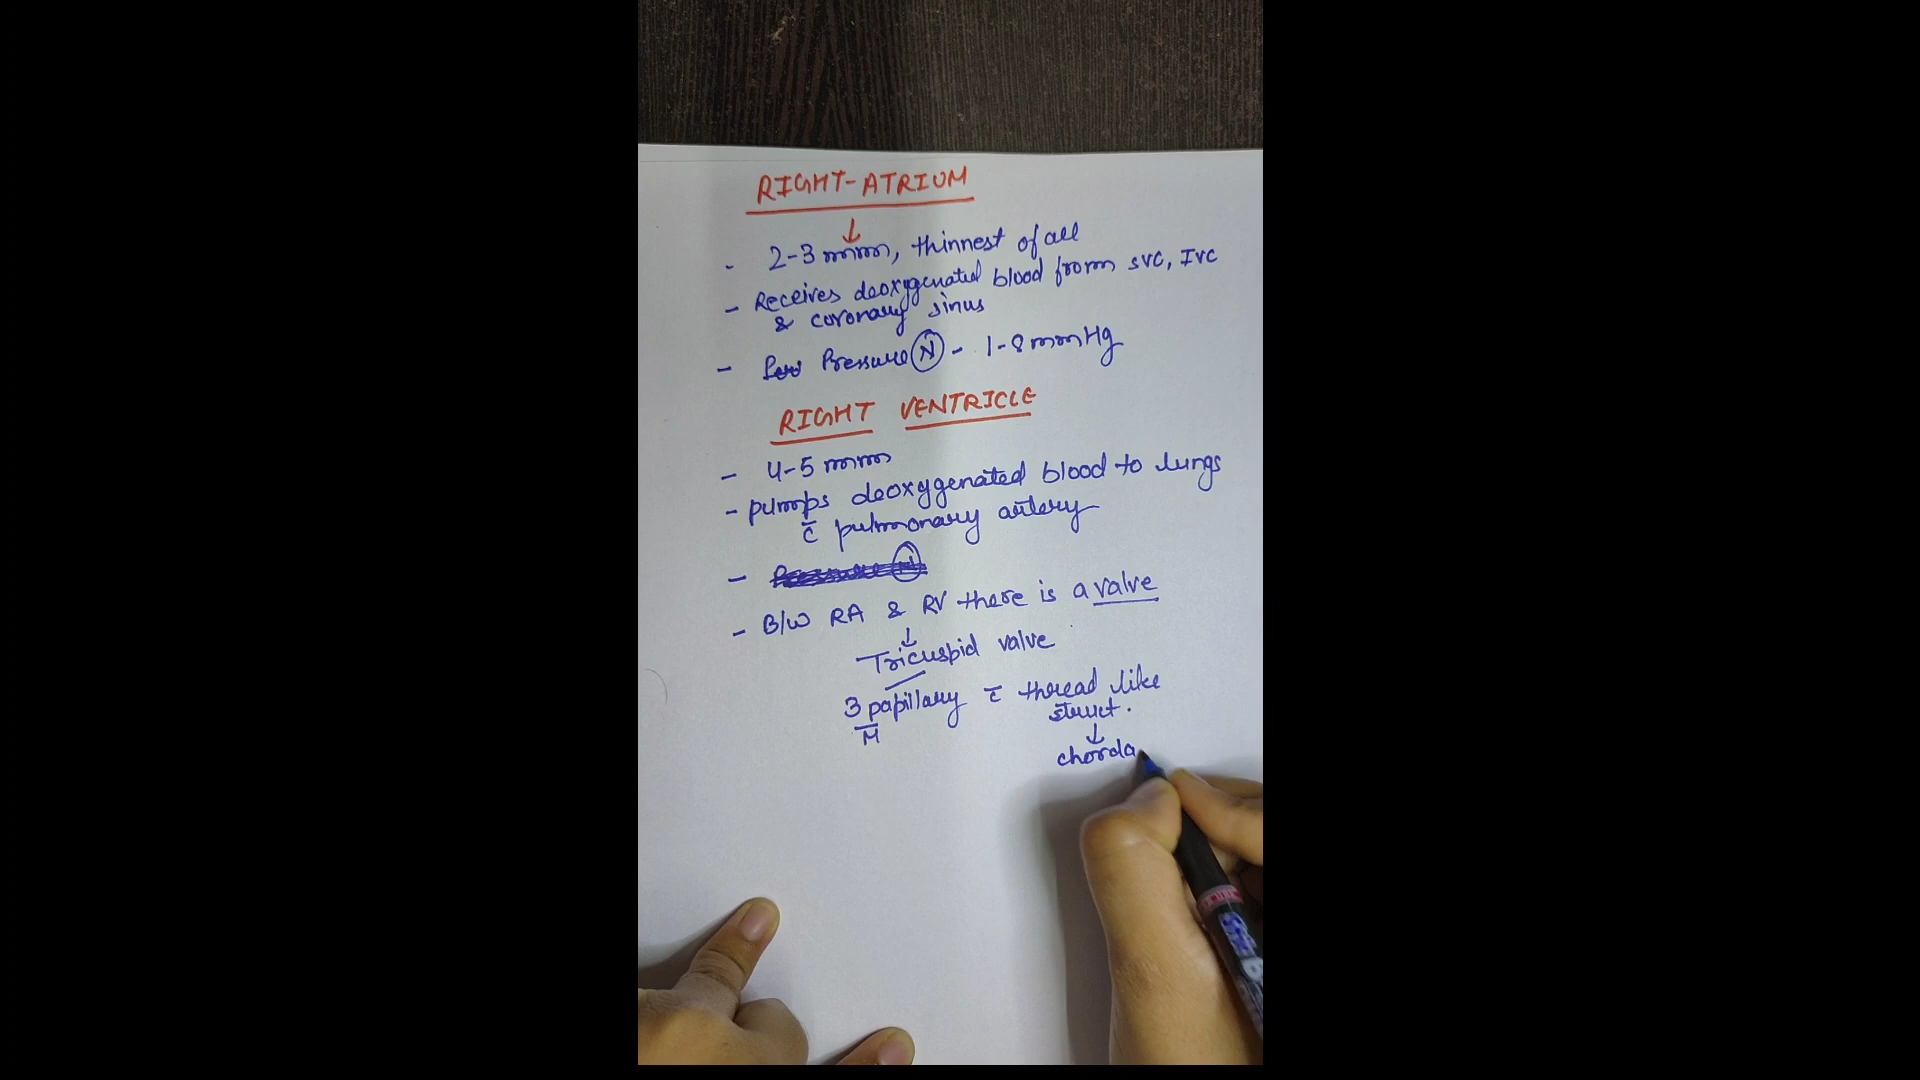 RIGHT-ATRIUM
↓
- 2-3 mm, thinnest of all
- Receives deoxygenated blood from SVC, IVC
& coronary sinus
- Low Pressure (N) - 1-8 mmHg
RIGHT VENTRICLE
- 4-5 mm
- pumps deoxygenated blood to lungs
c̄ pulmonary artery
- Pressure (N)
- B/W RA & RV there is a valve
↓
Tricuspid valve
3 papillary c̄ thread like
M struct.
↓
chorda